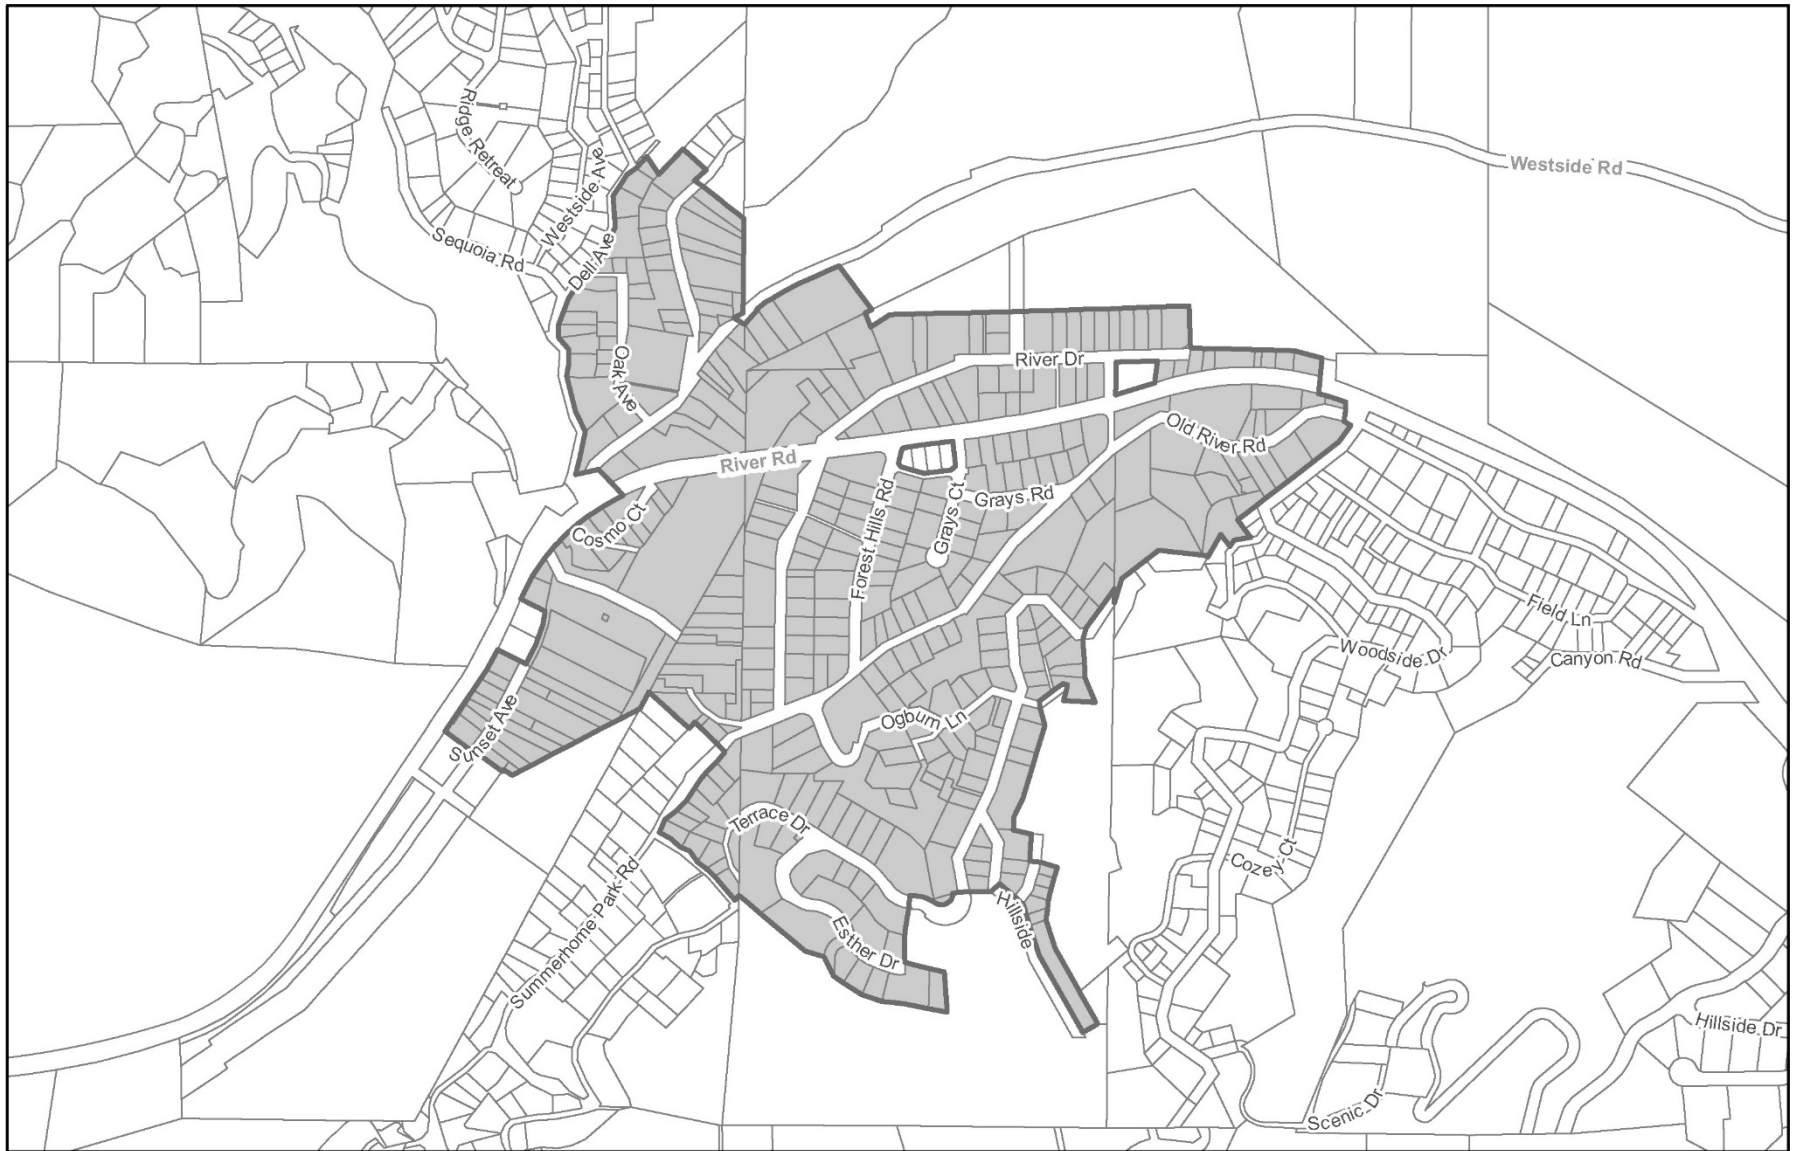 Ridge Retreat
Westside Ave
Westside Rd
Sequoia Rd
Dell Ave
Oak Ave
River Dr
Old River Rd
River Rd
Grays Rd
Grays Ct
Forest Hills Rd
Cosmo Ct
Field Ln
Woodside Dr
Canyon Rd
Ogburn Ln
Sunset Ave
Terrace Dr
Cozey Ct
Summerhome Park Rd
Hillside
Esther Dr
Hillside Dr
Scenic Dr